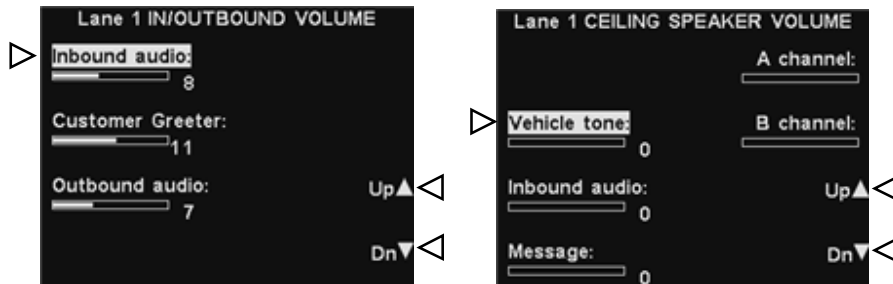 Lane 1 IN/OUTBOUND VOLUME
Inbound audio:
8
Customer Greeter:
11
Outbound audio:
7
Up▲
Dn▼
Lane 1 CEILING SPEAKER VOLUME
A channel:
Vehicle tone:
0
B channel:
Inbound audio:
0
Up▲
Message:
0
Dn▼